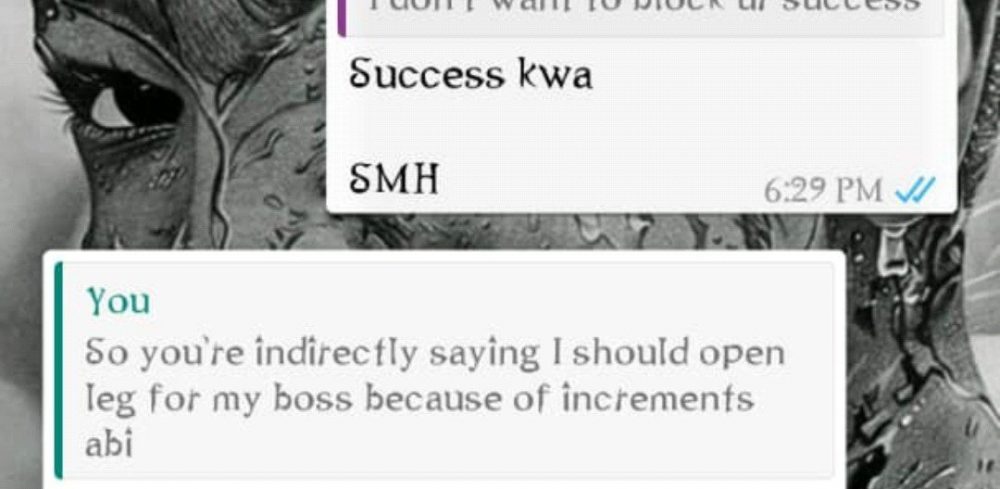 I don't want to block ur success
Success kwa
SMH
6:29 PM
You
So you're indirectly saying I should open
leg for my boss because of increments
abi